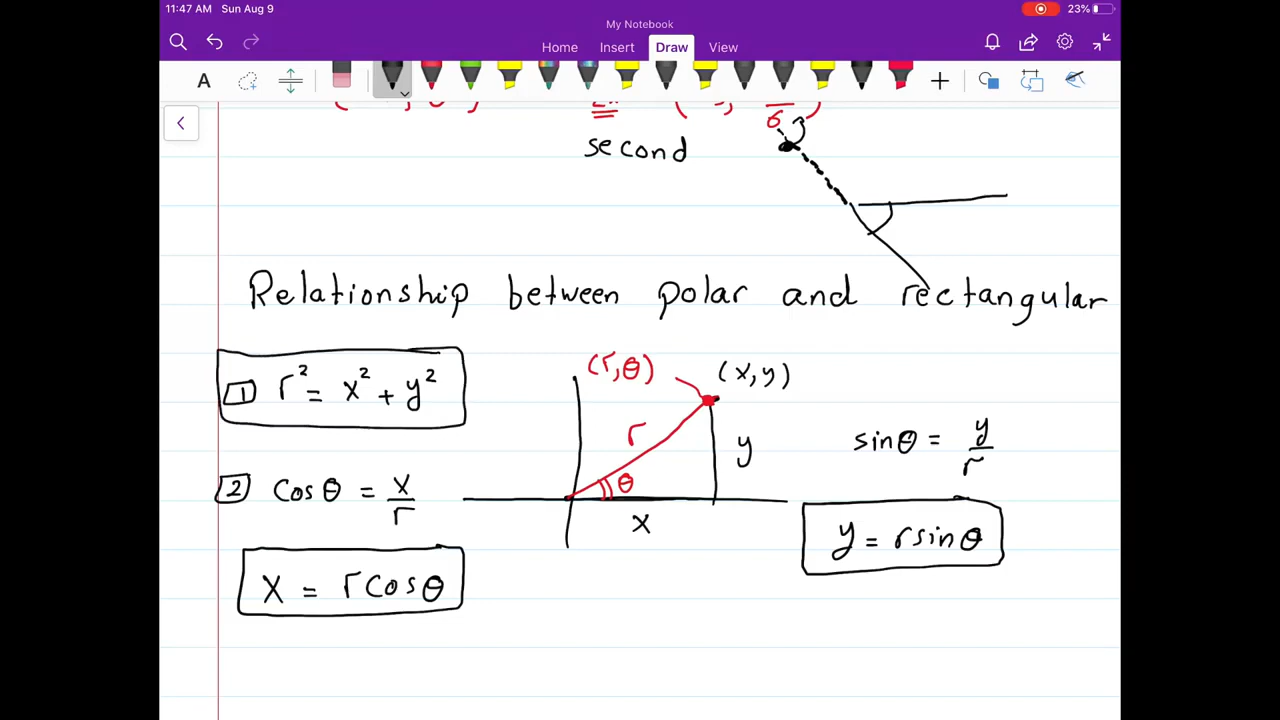 11:47 AM Sun Aug 9
23%
My Notebook
Home Insert Draw View
A
6
second
Relationship between polar and rectangular
1 r² = x² + y²
(r,θ) (x,y)
r
y
sinθ = y/r
2 Cosθ = x/r
θ
x
y = rsinθ
x = rcosθ